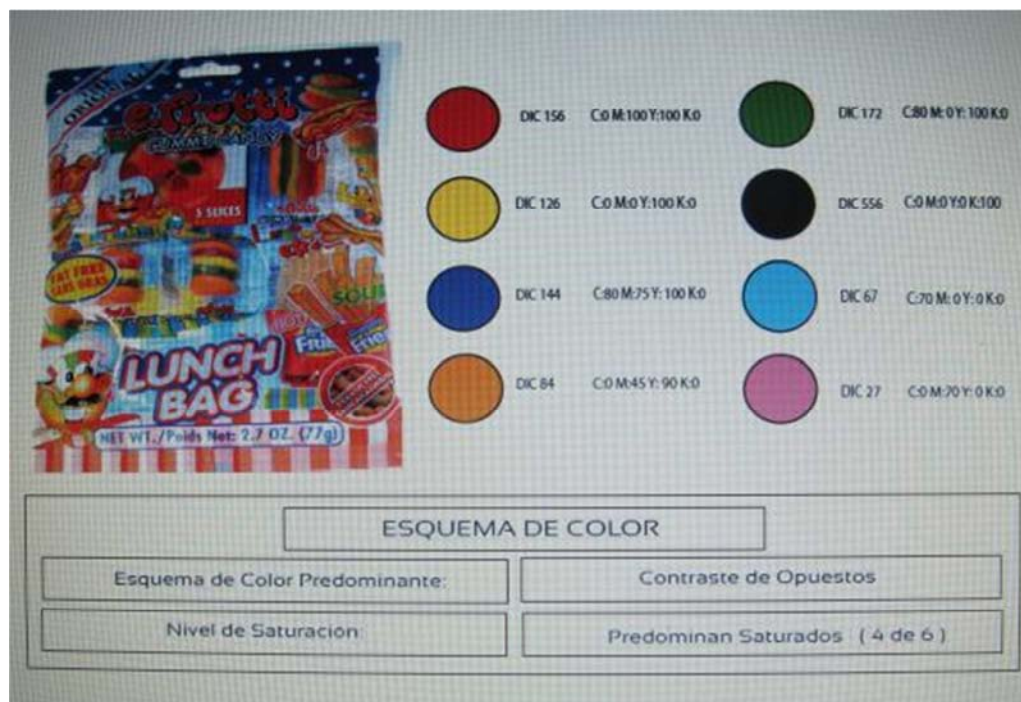 ORIGINAL
e.frutti
GUMMI CANDY
3 SLICES
FAT FREE
SANS GRAS
SOUR
LUNCH
BAG
NET WT./Poids Net: 2.7 OZ. (77g)
DIC 156 C:0 M:100 Y:100 K:0
DIC 126 C:0 M:0 Y:100 K:0
DIC 144 C:80 M:75 Y: 100 K:0
DIC 84 C:0 M:45 Y: 90 K:0
DIC 172 C:80 M: 0 Y: 100 K:0
DIC 556 C:0 M:0 Y:0 K:100
DIC 67 C:70 M: 0 Y: 0 K:0
DIC 27 C:0 M:70 Y: 0 K:0
ESQUEMA DE COLOR
Esquema de Color Predominante:
Contraste de Opuestos
Nivel de Saturacion:
Predominan Saturados ( 4 de 6 )